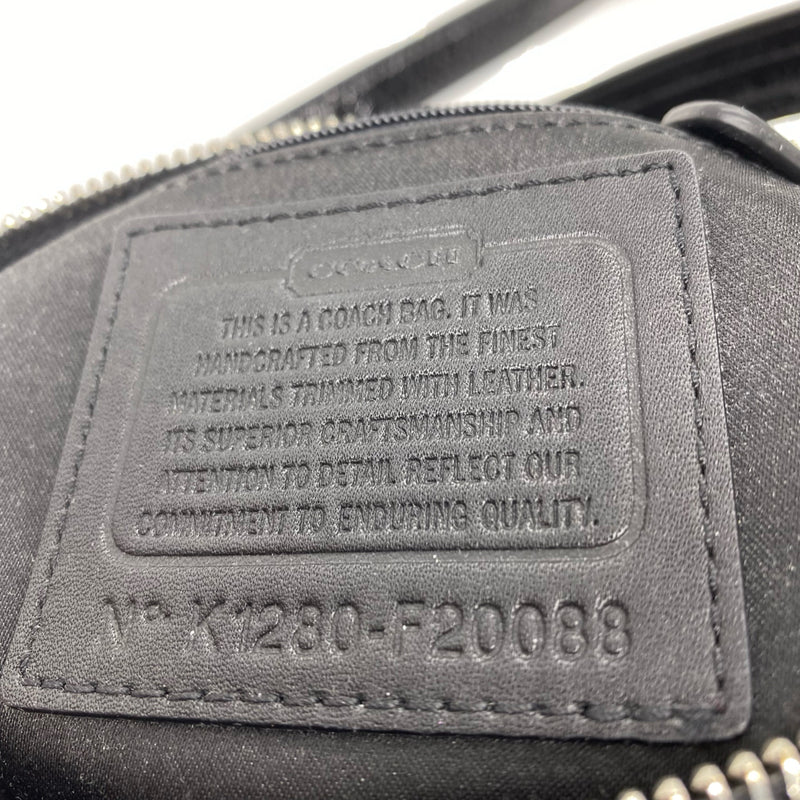 COACH
THIS IS A COACH BAG. IT WAS
HANDCRAFTED FROM THE FINEST
MATERIALS TRIMMED WITH LEATHER.
ITS SUPERIOR CRAFTSMANSHIP AND
ATTENTION TO DETAIL REFLECT OUR
COMMITMENT TO ENDURING QUALITY.
Nº K1280-F20088